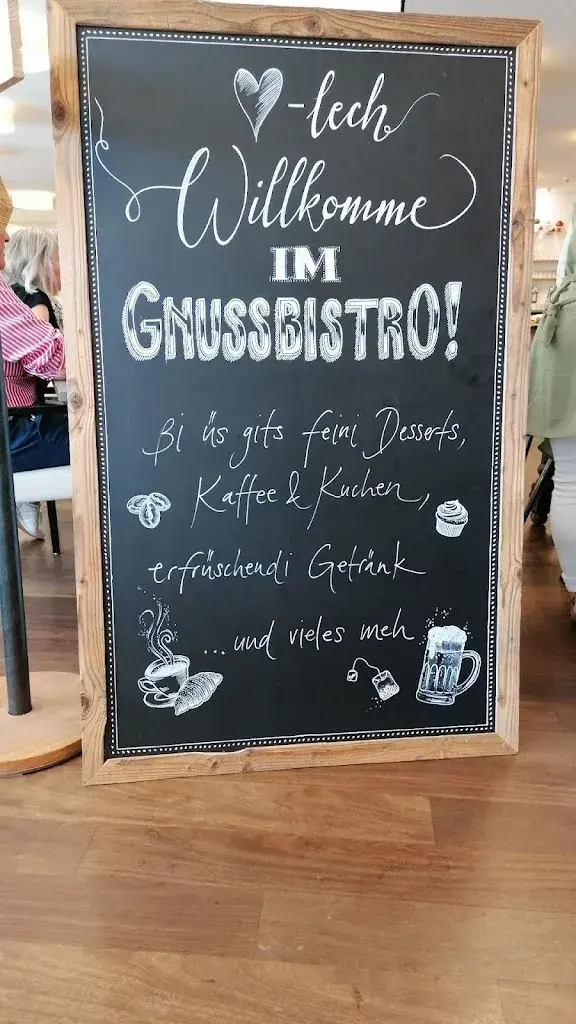 -lech
Willkomme
IM
GNUSSBISTRO!
Bi üs gits feini Desserts,
Kaffee & Kuchen,
erfrüschendi Getränk
...und vieles meh